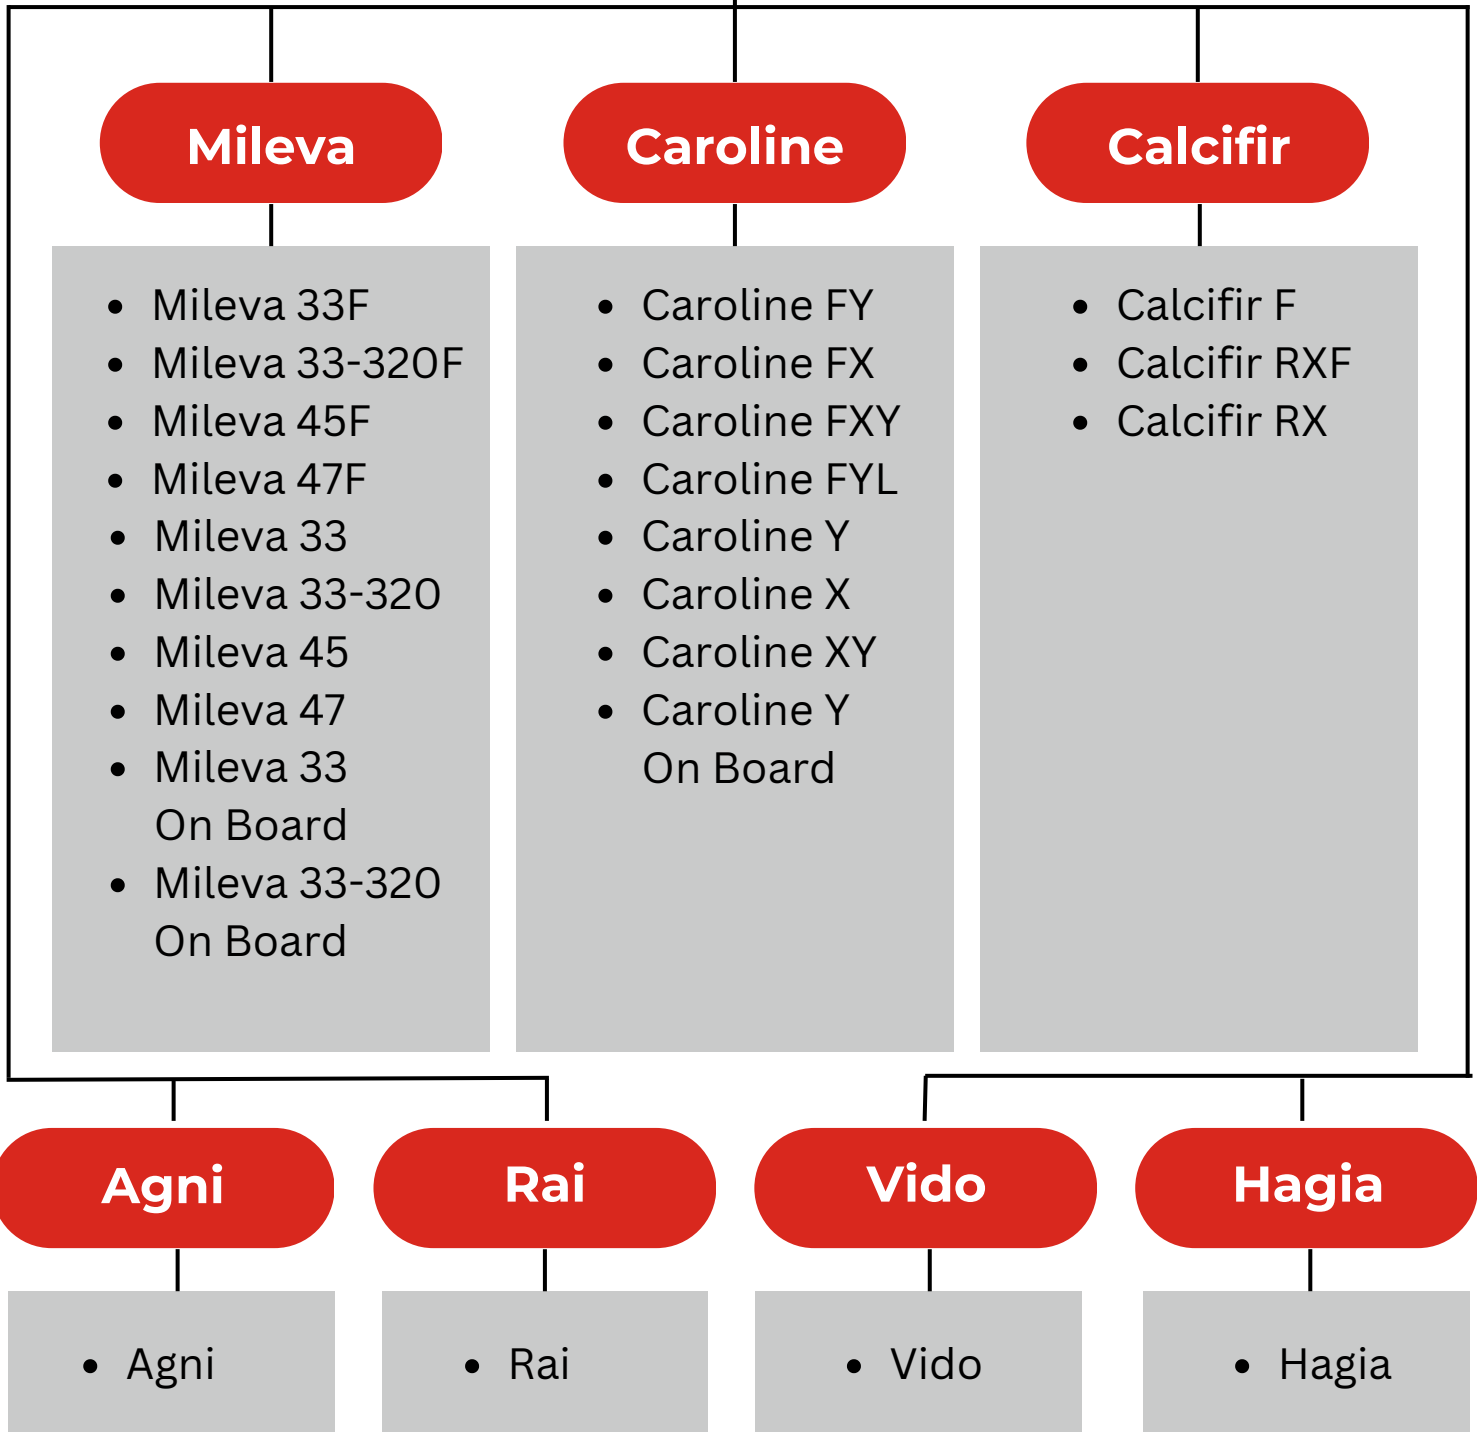 Mileva
Caroline
Calcifir
• Mileva 33F
• Mileva 33-320F
• Mileva 45F
• Mileva 47F
• Mileva 33
• Mileva 33-320
• Mileva 45
• Mileva 47
• Mileva 33
On Board
• Mileva 33-320
On Board
• Caroline FY
• Caroline FX
• Caroline FXY
• Caroline FYL
• Caroline Y
• Caroline X
• Caroline XY
• Caroline Y
On Board
• Calcifir F
• Calcifir RXF
• Calcifir RX
Agni
Rai
Vido
Hagia
• Agni
• Rai
• Vido
• Hagia